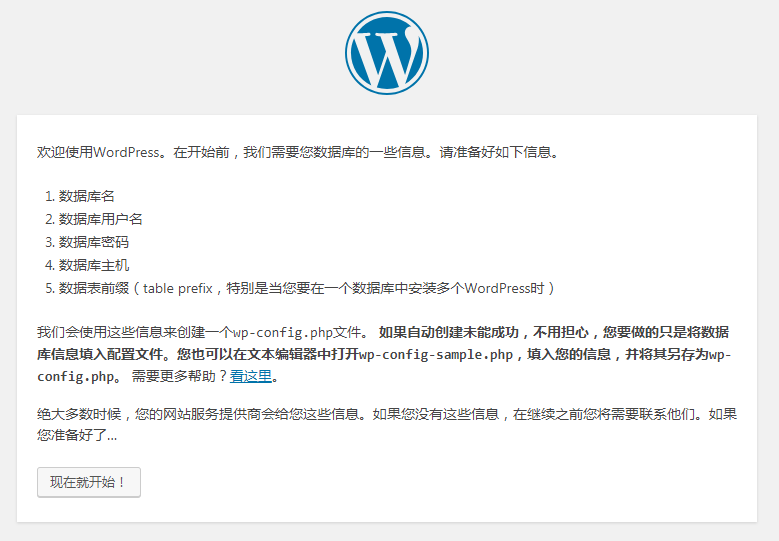 欢迎使用WordPress。在开始前，我们需要您数据库的一些信息。请准备好如下信息。
1. 数据库名
2. 数据库用户名
3. 数据库密码
4. 数据库主机
5. 数据表前缀（table prefix，特别是当您要在一个数据库中安装多个WordPress时）
我们会使用这些信息来创建一个wp-config.php文件。 如果自动创建未能成功，不用担心，您要做的只是将数据
库信息填入配置文件。您也可以在文本编辑器中打开wp-config-sample.php，填入您的信息，并将其另存为wp-
config.php。 需要更多帮助？看这里。
绝大多数时候，您的网站服务提供商会给您这些信息。如果您没有这些信息，在继续之前您将需要联系他们。如果
您准备好了...
现在就开始！